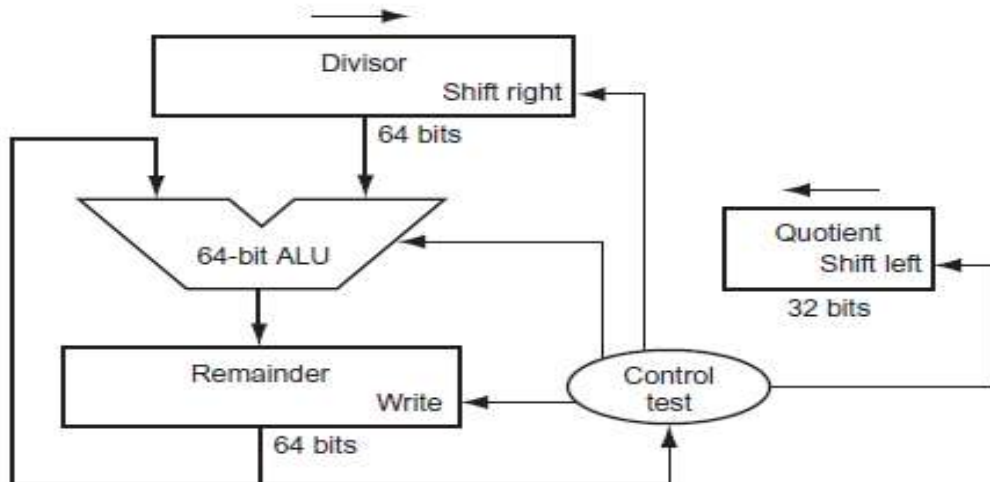 Divisor
Shift right
64 bits
64-bit ALU
Quotient
Shift left
32 bits
Remainder
Write
64 bits
Control
test